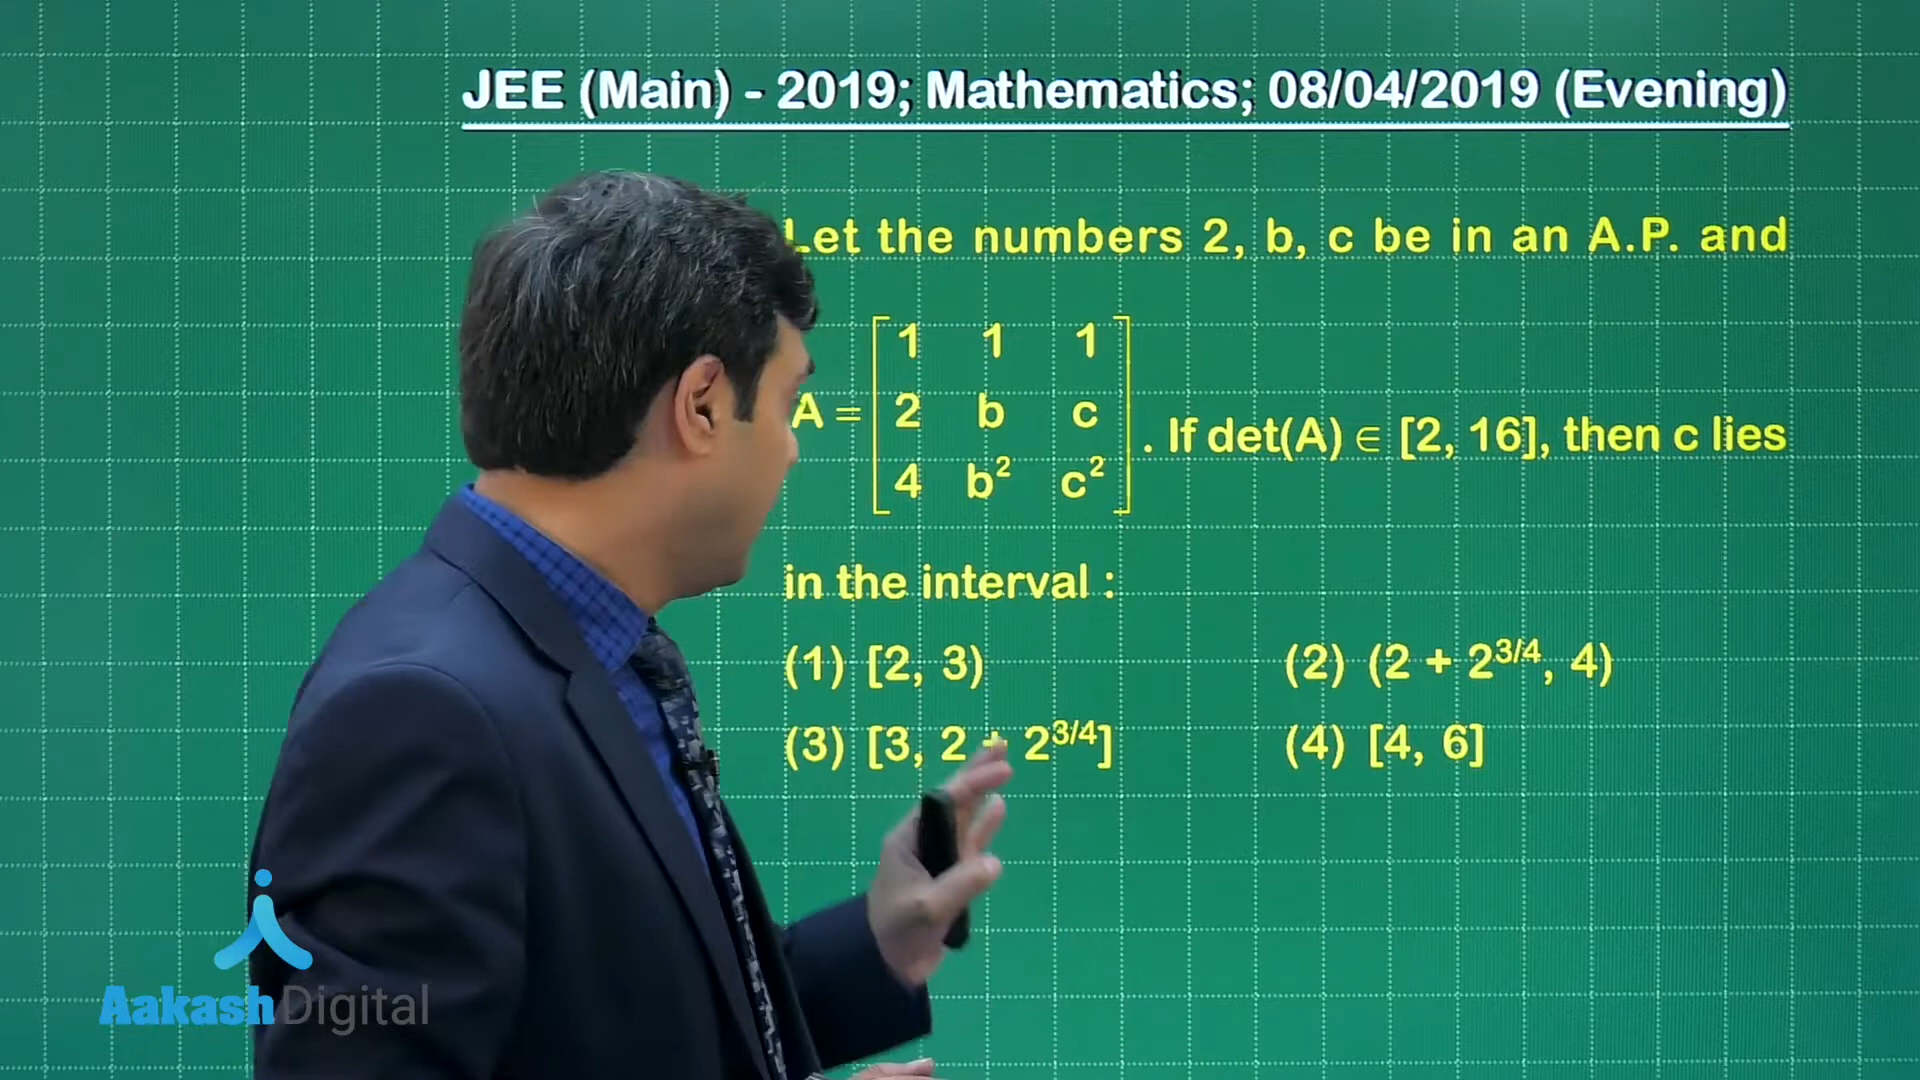 JEE (Main) - 2019; Mathematics; 08/04/2019 (Evening)
Let the numbers 2, b, c be in an A.P. and
1 1 1
A = 2 b c . If det(A) ∈ [2, 16], then c lies
4 b² c²
in the interval :
(1) [2, 3) (2) (2 + 2^3/4, 4)
(3) [3, 2 + 2^3/4] (4) [4, 6]
Aakash Digital